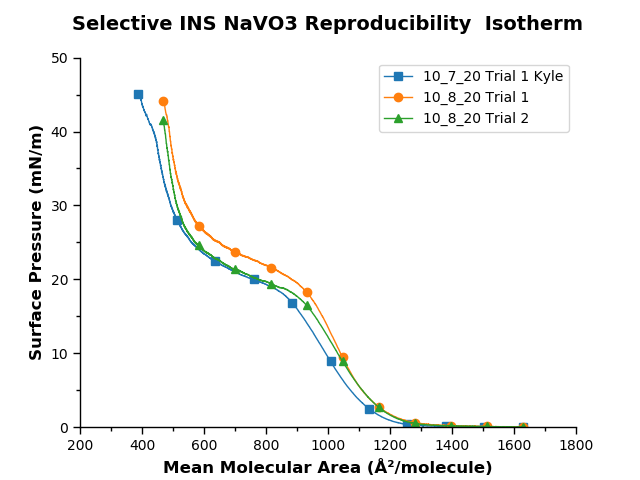 Selective INS NaVO3 Reproducibility  Isotherm
50
40
30
20
10
0
Surface Pressure (mN/m)
10_7_20 Trial 1 Kyle
10_8_20 Trial 1
10_8_20 Trial 2
200 400 600 800 1000 1200 1400 1600 1800
Mean Molecular Area (Å²/molecule)